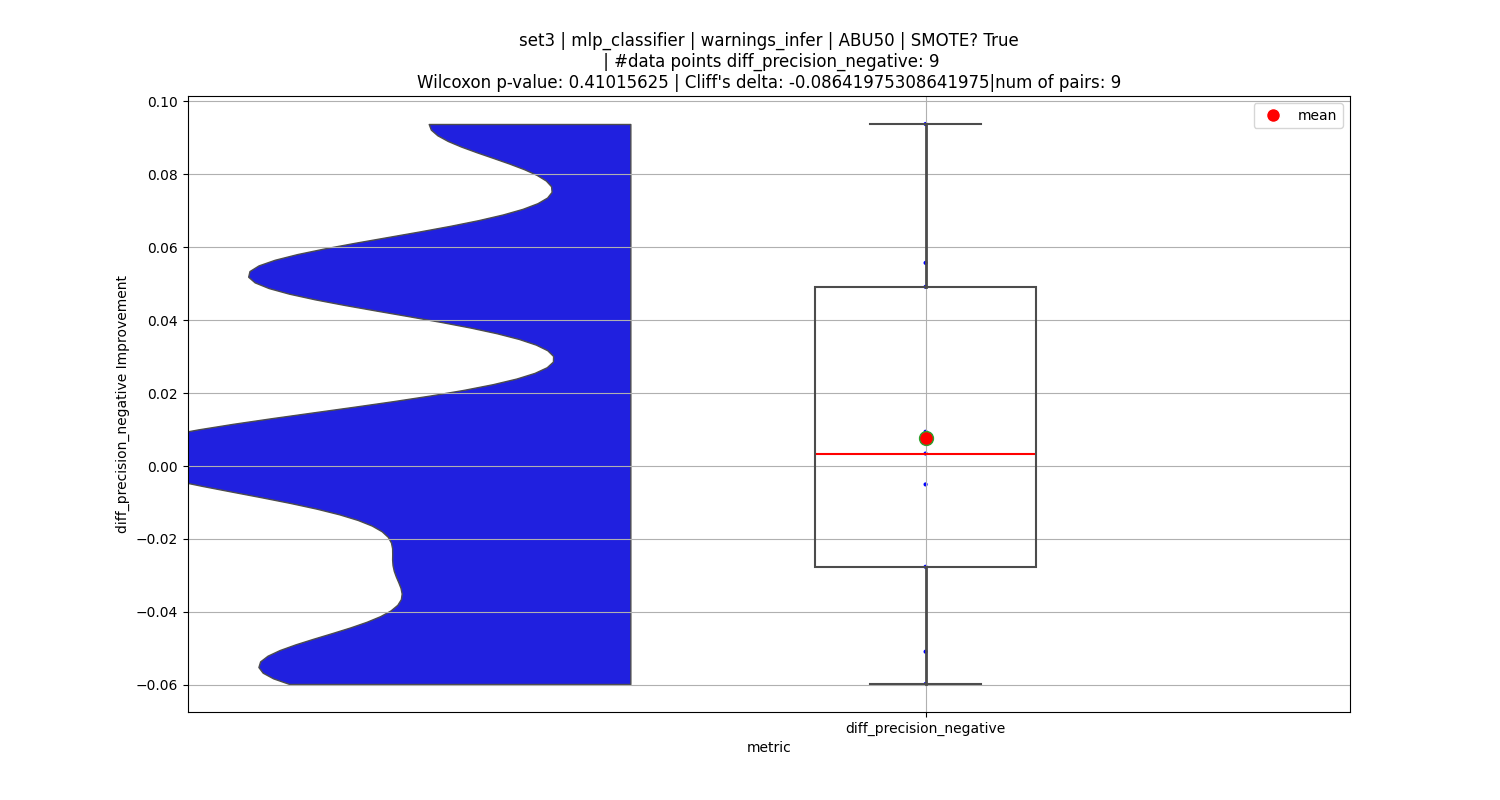 set3 | mlp_classifier | warnings_infer | ABU50 | SMOTE? True
| #data points diff_precision_negative: 9
Wilcoxon p-value: 0.41015625 | Cliff's delta: -0.08641975308641975|num of pairs: 9
mean
0.10
0.08
0.06
0.04
0.02
0.00
−0.02
−0.04
−0.06
diff_precision_negative Improvement
diff_precision_negative
metric